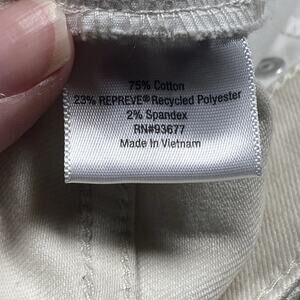 75% Cotton
23% REPREVE® Recycled Polyester
2% Spandex
RN#93677
Made In Vietnam